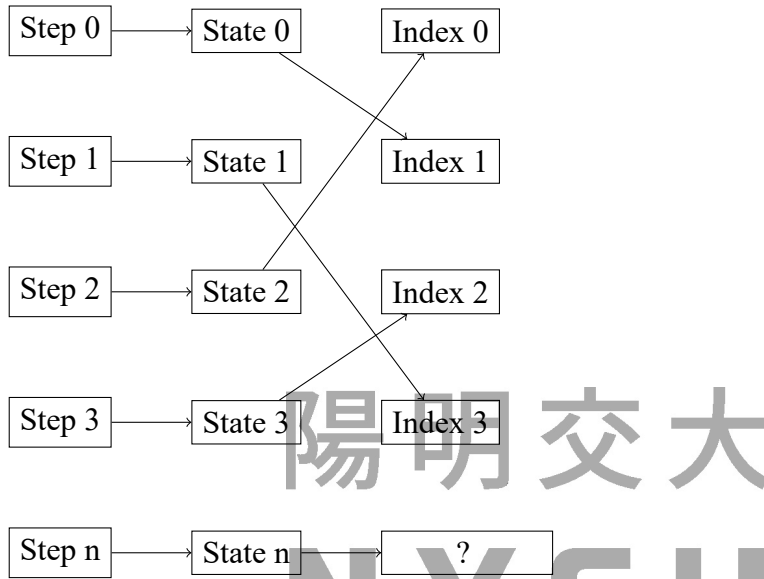 Step 0 State 0 Index 0
Step 1 State 1 Index 1
Step 2 State 2 Index 2
Step 3 State 3 Index 3
陽明交大
Step n State n ?